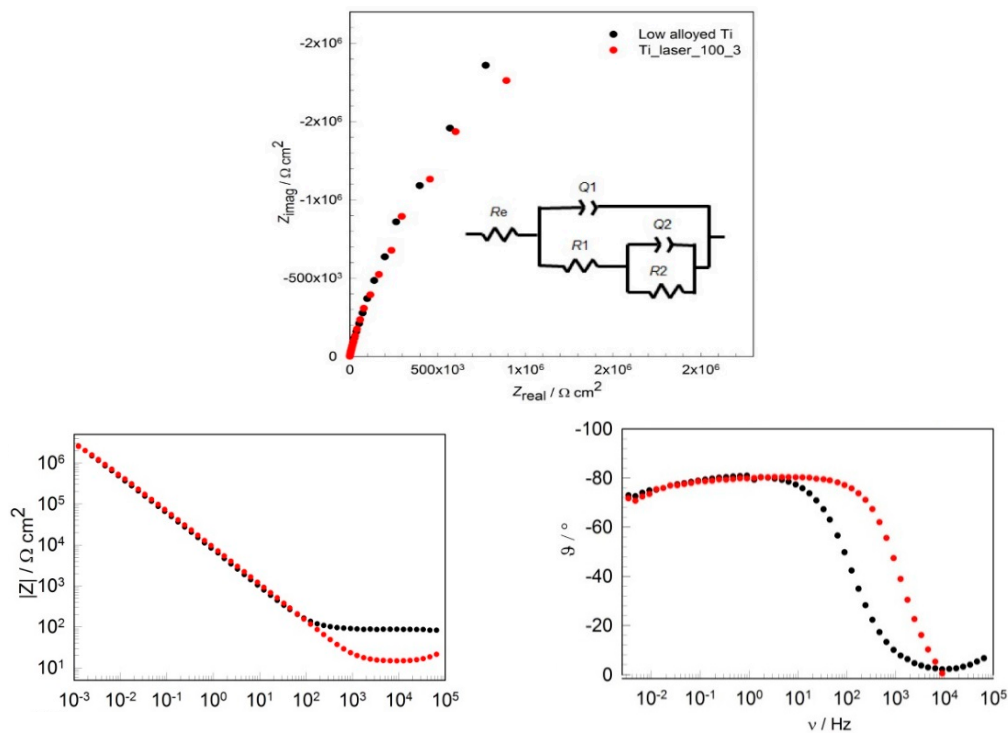 -2x10⁶
-2x10⁶
-1x10⁶
-500x10³
0
Z_imag / Ω cm²
Low alloyed Ti
Ti_laser_100_3
Re
Q1
R1
Q2
R2
0 500x10³ 1x10⁶ 2x10⁶ 2x10⁶
Z_real / Ω cm²
|Z| / Ω cm²
10⁶
10⁵
10⁴
10³
10²
10¹
10⁻³ 10⁻² 10⁻¹ 10⁰ 10¹ 10² 10³ 10⁴ 10⁵
ϑ / °
-100
-80
-60
-40
-20
0
10⁻² 10⁻¹ 10⁰ 10¹ 10² 10³ 10⁴ 10⁵
ν / Hz